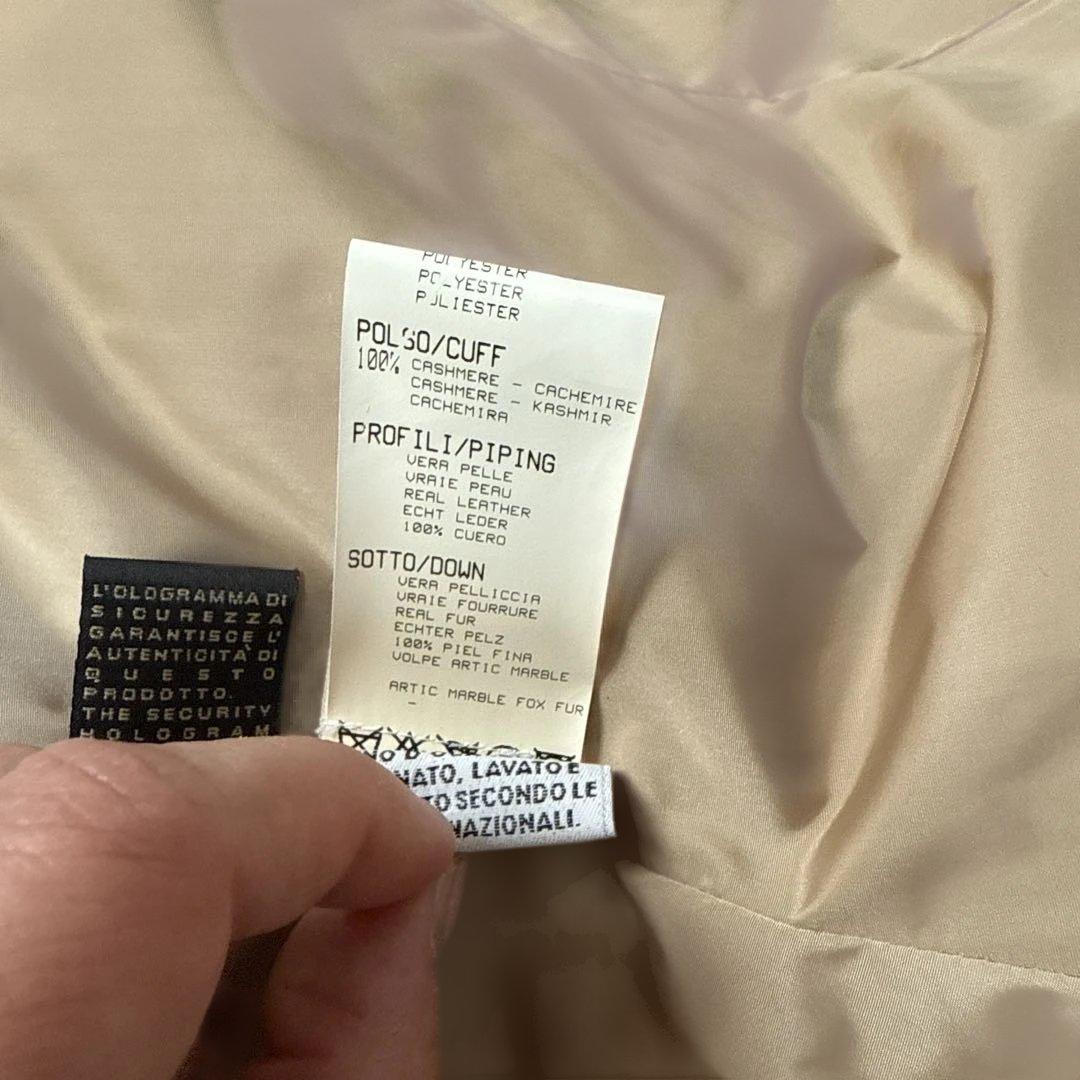 POLYESTER
POLYESTER
POLIESTER
POLSO/CUFF
100% CASHMERE - CACHEMIRE
CASHMERE - KASHMIR
CACHEMIRA
PROFILI/PIPING
VERA PELLE
VRAIE PEAU
REAL LEATHER
ECHT LEDER
100% CUERO
SOTTO/DOWN
VERA PELLICCIA
VRAIE FOURRURE
REAL FUR
ECHTER PELZ
100% PIEL FINA
VOLPE ARTIC MARBLE
ARTIC MARBLE FOX FUR
-
L'OLOGRAMMA DI
SICUREZZA
GARANTISCE L'
AUTENTICITÀ DI
QUESTO
PRODOTTO.
THE SECURITY
HOLOGRAM
NATO, LAVATO E
TO SECONDO LE
NAZIONALI.